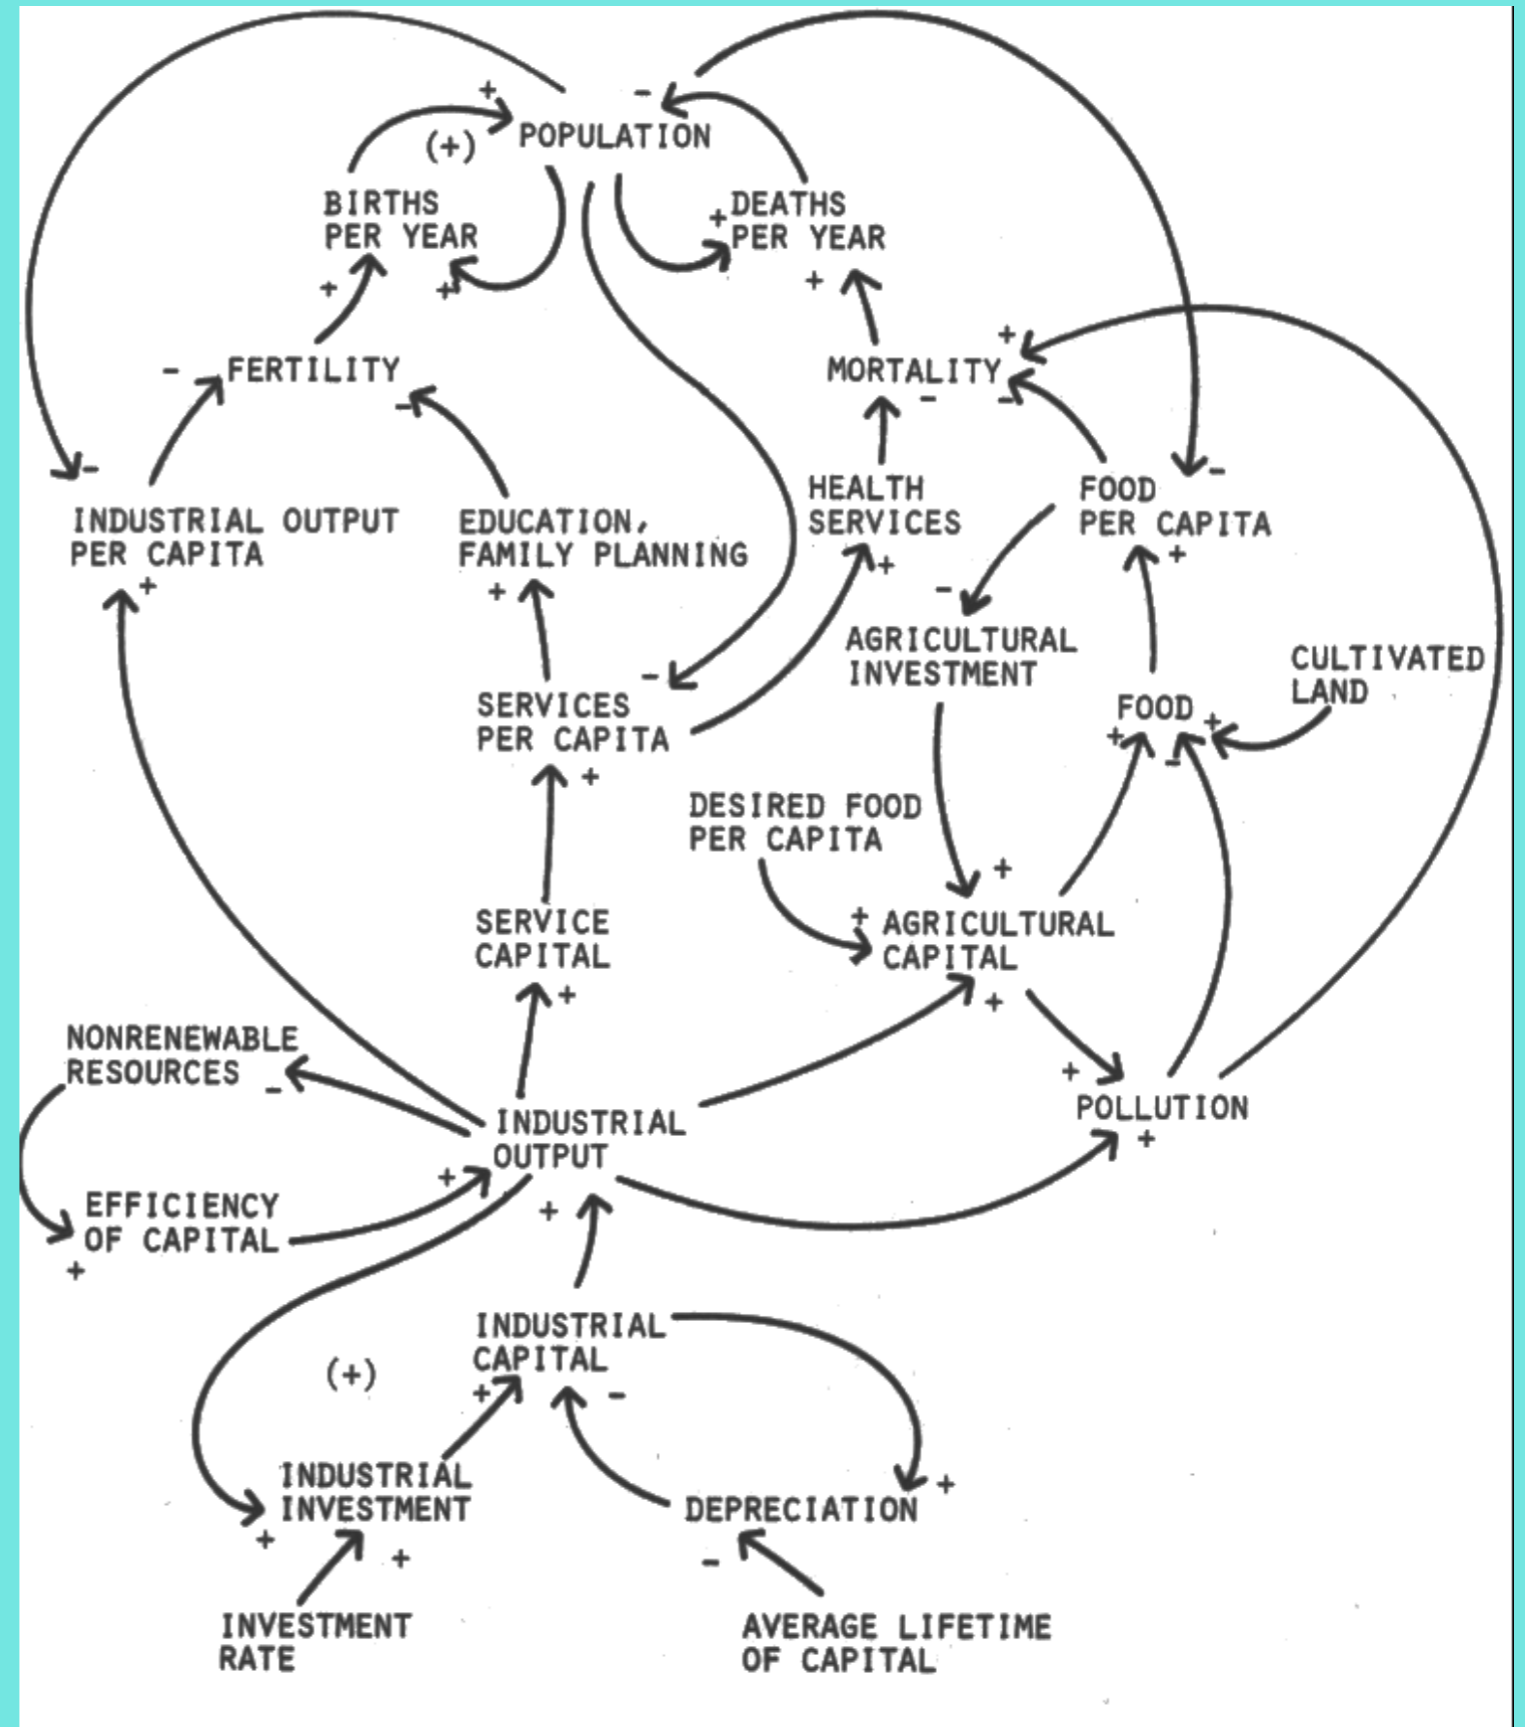 +
-
POPULATION
(+)
BIRTHS
PER YEAR
+ DEATHS
PER YEAR
+
+
+
+
- FERTILITY
-
MORTALITY
-
-
-
INDUSTRIAL OUTPUT
PER CAPITA
+
EDUCATION,
FAMILY PLANNING
+
HEALTH
SERVICES
+
-
FOOD
PER CAPITA
+
-
AGRICULTURAL
INVESTMENT
CULTIVATED
LAND
-
SERVICES
PER CAPITA
+
FOOD
+
+
-
DESIRED FOOD
PER CAPITA
+
+
AGRICULTURAL
CAPITAL
+
SERVICE
CAPITAL
+
NONRENEWABLE
RESOURCES
-
+
POLLUTION
+
INDUSTRIAL
OUTPUT
+
+
EFFICIENCY
OF CAPITAL
+
INDUSTRIAL
CAPITAL
(+)
+
-
INDUSTRIAL
INVESTMENT
+
+
DEPRECIATION
+
-
INVESTMENT
RATE
AVERAGE LIFETIME
OF CAPITAL